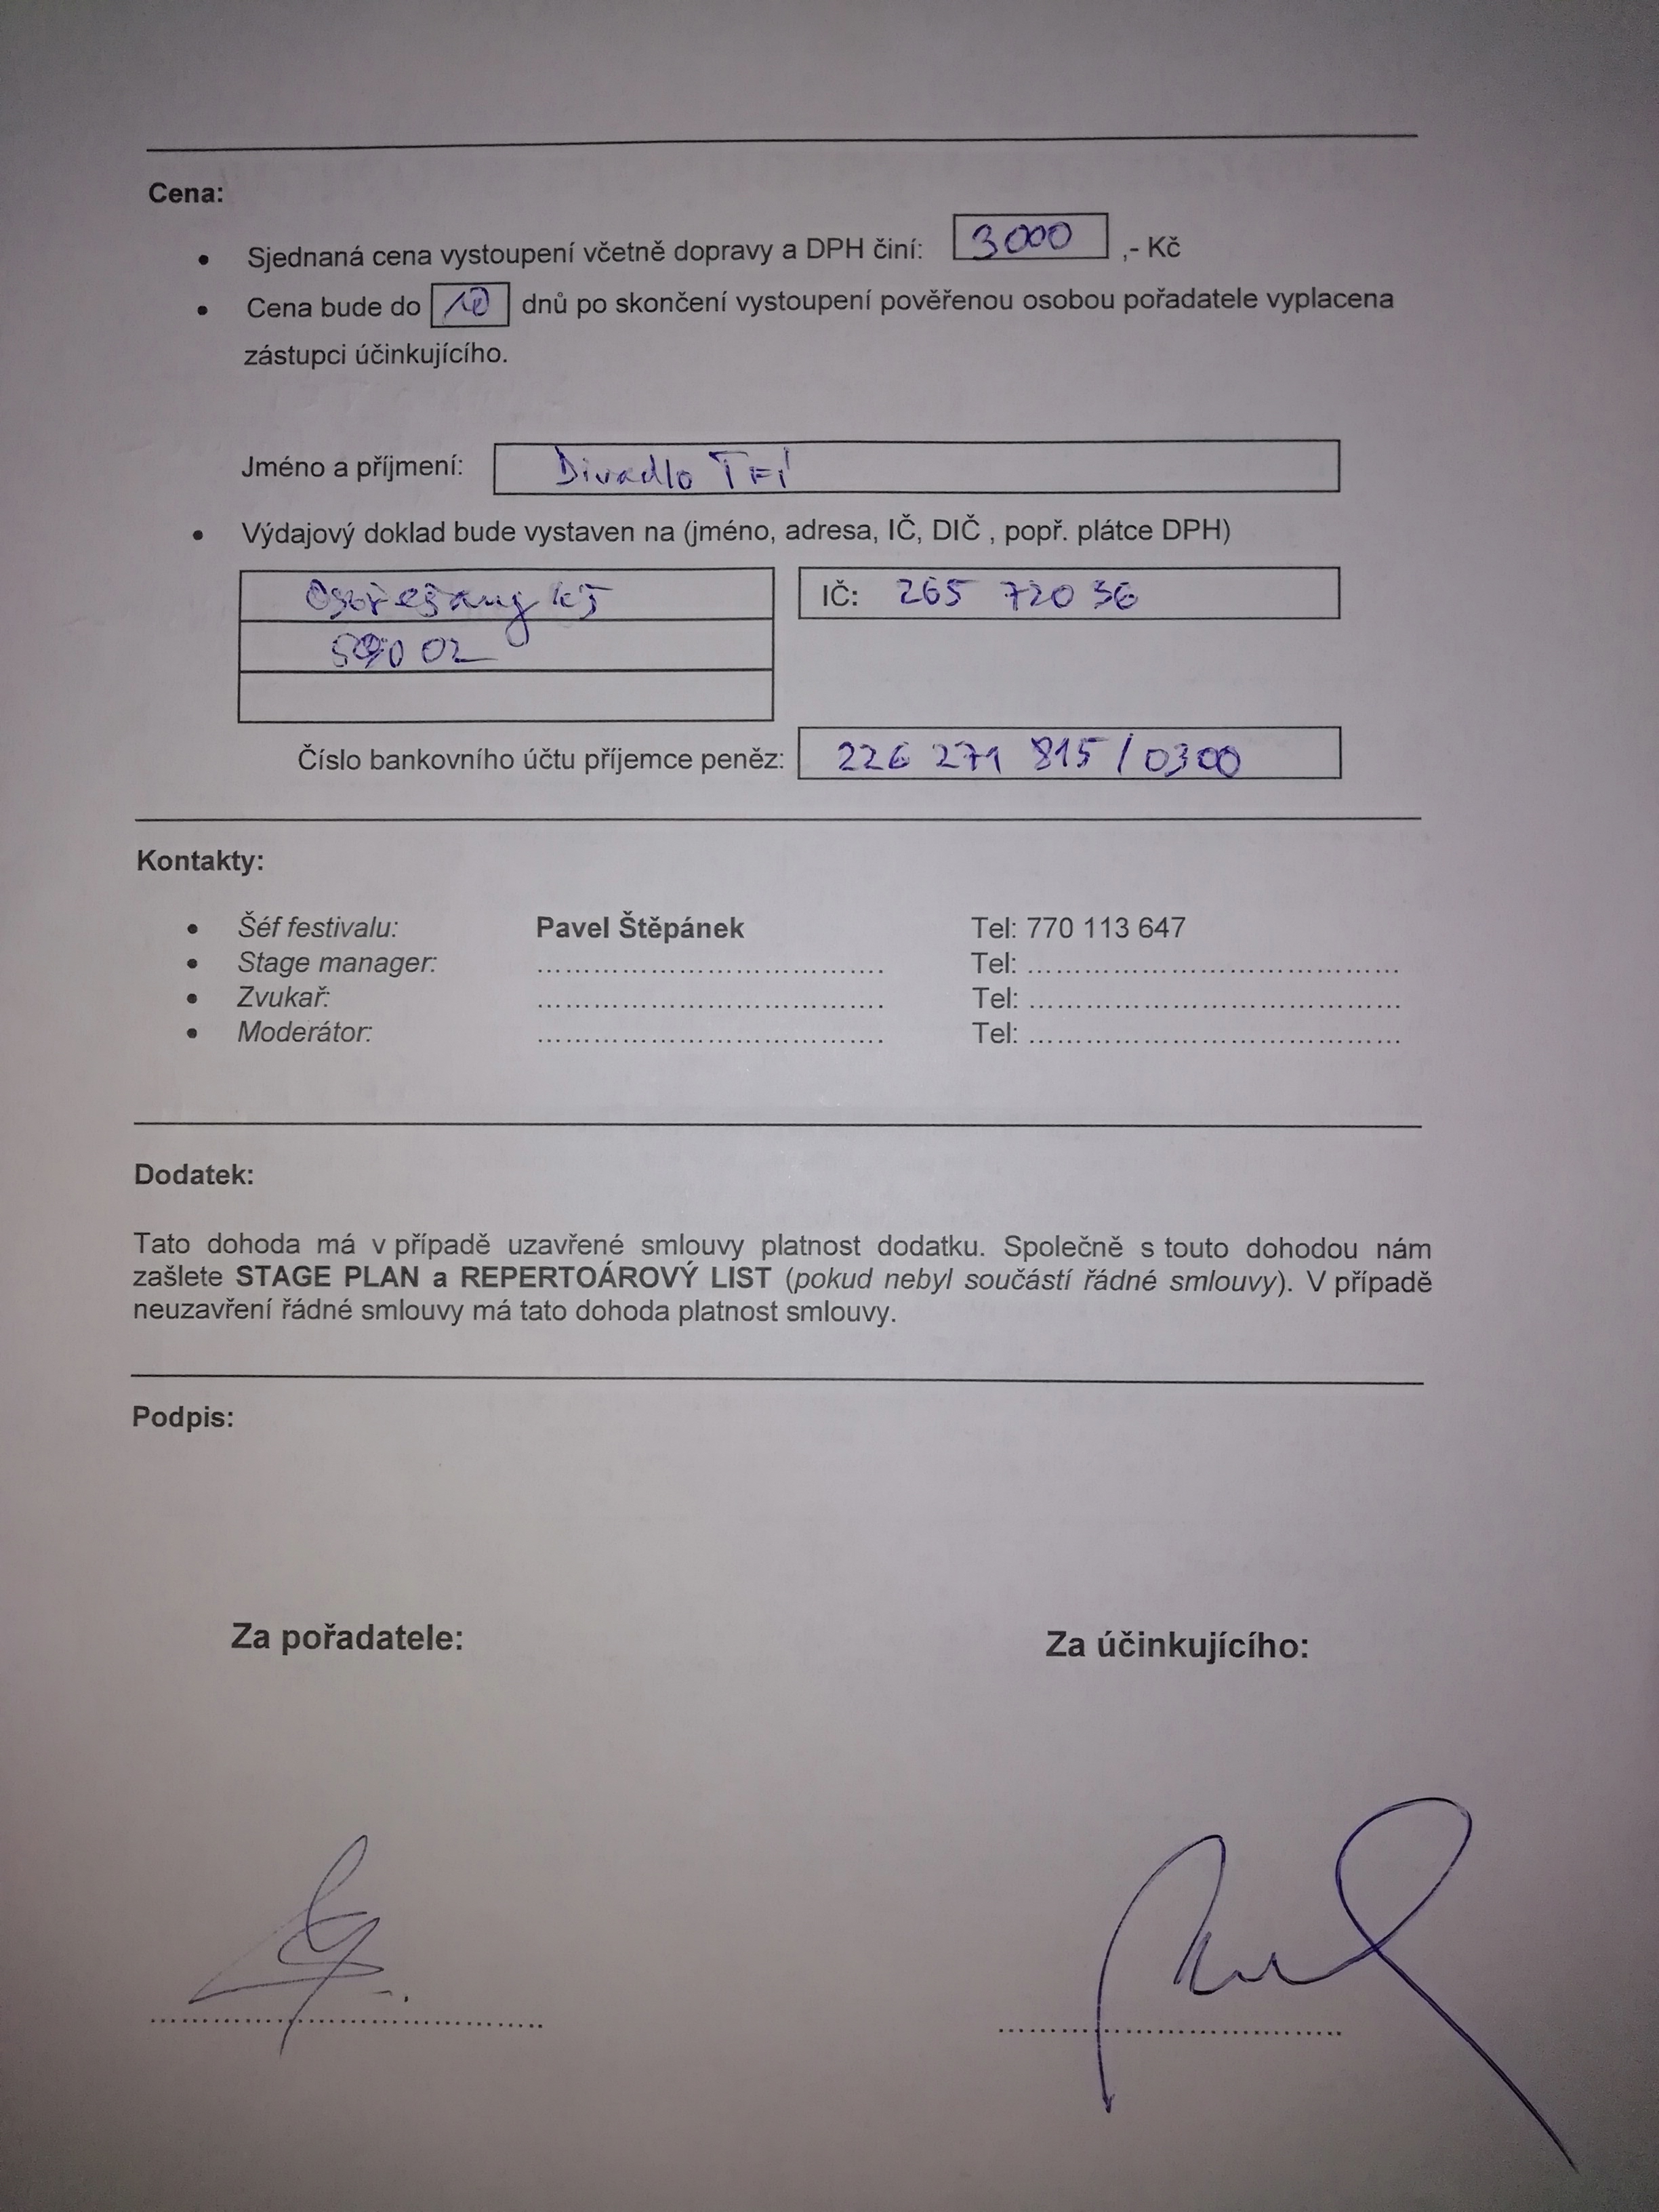 Cena:
• Sjednaná cena vystoupení včetně dopravy a DPH činí: 3000 ,- Kč
• Cena bude do 10 dnů po skončení vystoupení pověřenou osobou pořadatele vyplacena
zástupci účinkujícího.
Jméno a příjmení: Divadlo Tří
• Výdajový doklad bude vystaven na (jméno, adresa, IČ, DIČ , popř. plátce DPH)
IČ: 265 720 36
02
Číslo bankovního účtu příjemce peněz: 226 271 815 / 0300
Kontakty:
• Šéf festivalu: Pavel Štěpánek Tel: 770 113 647
• Stage manager: ........................................ Tel: ........................................
• Zvukař: ........................................ Tel: ........................................
• Moderátor: ........................................ Tel: ........................................
Dodatek:
Tato dohoda má v případě uzavřené smlouvy platnost dodatku. Společně s touto dohodou nám
zašlete STAGE PLAN a REPERTOÁROVÝ LIST (pokud nebyl součástí řádné smlouvy). V případě
neuzavření řádné smlouvy má tato dohoda platnost smlouvy.
Podpis:
Za pořadatele: Za účinkujícího: